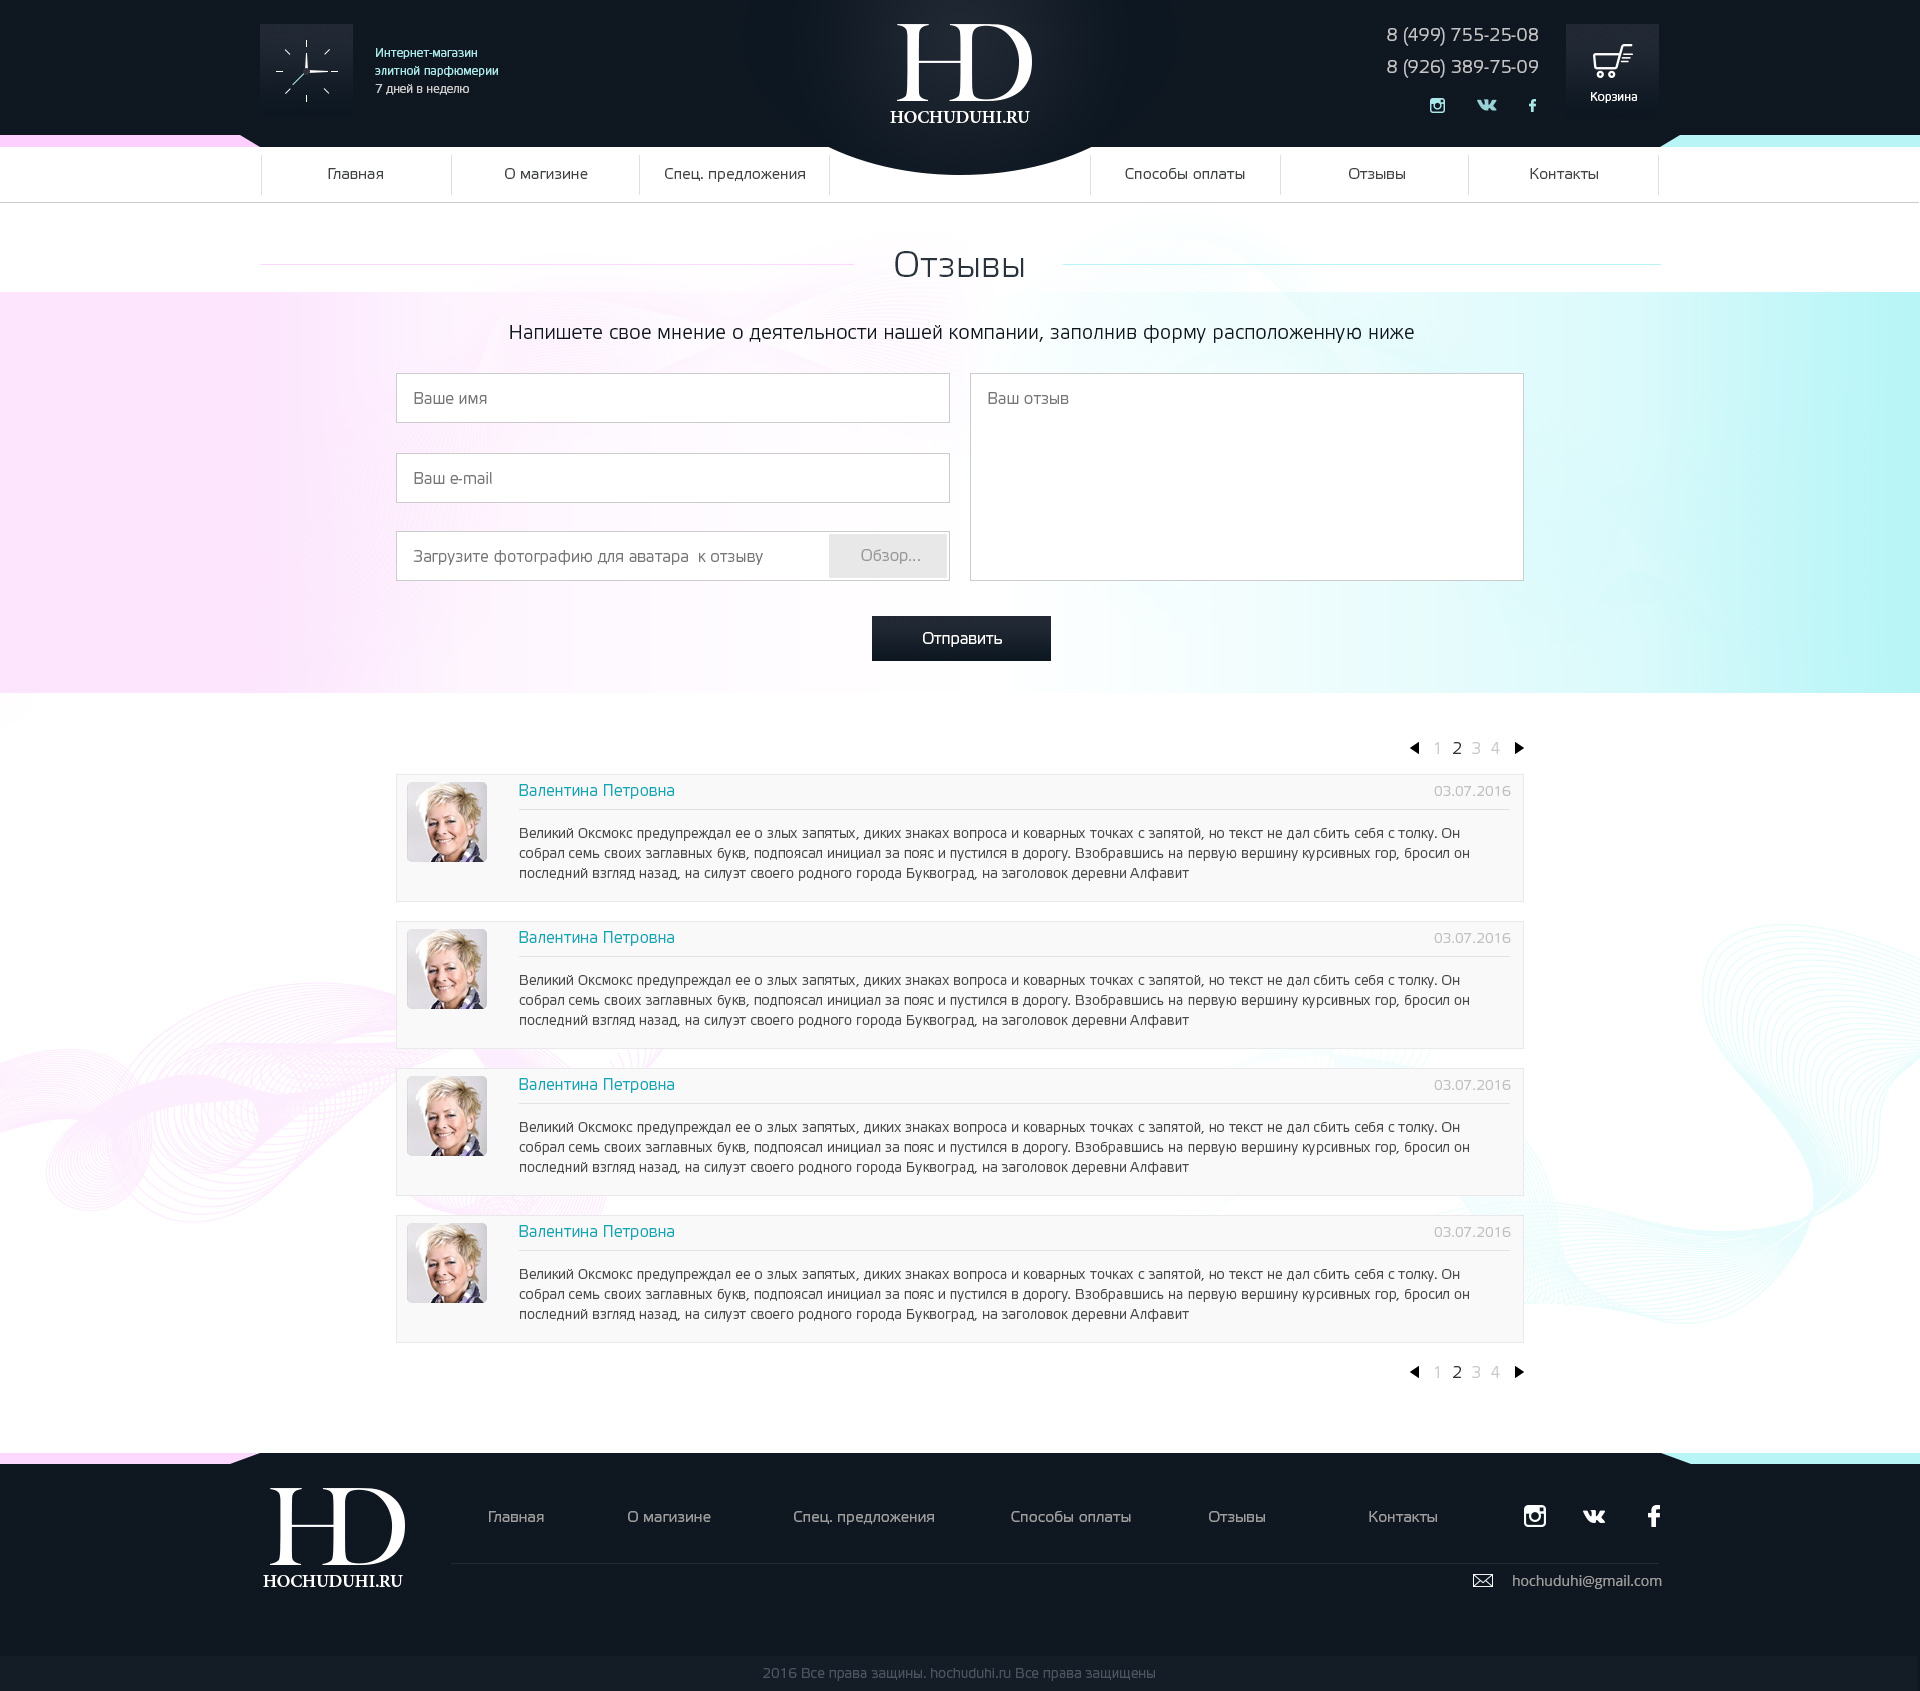 Интернет-магазин
элитной парфюмерии
7 дней в неделю
HD
HOCHUDUHI.RU
8 (499) 755-25-08
8 (926) 389-75-09
Корзина
Главная
О магизине
Спец. предложения
Способы оплаты
Отзывы
Контакты
Отзывы
Напишете свое мнение о деятельности нашей компании, заполнив форму расположенную ниже
Ваше имя
Ваш отзыв
Ваш e-mail
Загрузите фотографию для аватара  к отзыву
Обзор...
Отправить
1 2 3 4
Валентина Петровна
03.07.2016
Великий Оксмокс предупреждал ее о злых запятых, диких знаках вопроса и коварных точках с запятой, но текст не дал сбить себя с толку. Он
собрал семь своих заглавных букв, подпоясал инициал за пояс и пустился в дорогу. Взобравшись на первую вершину курсивных гор, бросил он
последний взгляд назад, на силуэт своего родного города Буквоград, на заголовок деревни Алфавит
Валентина Петровна
03.07.2016
Великий Оксмокс предупреждал ее о злых запятых, диких знаках вопроса и коварных точках с запятой, но текст не дал сбить себя с толку. Он
собрал семь своих заглавных букв, подпоясал инициал за пояс и пустился в дорогу. Взобравшись на первую вершину курсивных гор, бросил он
последний взгляд назад, на силуэт своего родного города Буквоград, на заголовок деревни Алфавит
Валентина Петровна
03.07.2016
Великий Оксмокс предупреждал ее о злых запятых, диких знаках вопроса и коварных точках с запятой, но текст не дал сбить себя с толку. Он
собрал семь своих заглавных букв, подпоясал инициал за пояс и пустился в дорогу. Взобравшись на первую вершину курсивных гор, бросил он
последний взгляд назад, на силуэт своего родного города Буквоград, на заголовок деревни Алфавит
Валентина Петровна
03.07.2016
Великий Оксмокс предупреждал ее о злых запятых, диких знаках вопроса и коварных точках с запятой, но текст не дал сбить себя с толку. Он
собрал семь своих заглавных букв, подпоясал инициал за пояс и пустился в дорогу. Взобравшись на первую вершину курсивных гор, бросил он
последний взгляд назад, на силуэт своего родного города Буквоград, на заголовок деревни Алфавит
1 2 3 4
HD
HOCHUDUHI.RU
Главная
О магизине
Спец. предложения
Способы оплаты
Отзывы
Контакты
hochuduhi@gmail.com
2016 Все права защины. hochuduhi.ru Все права защищены